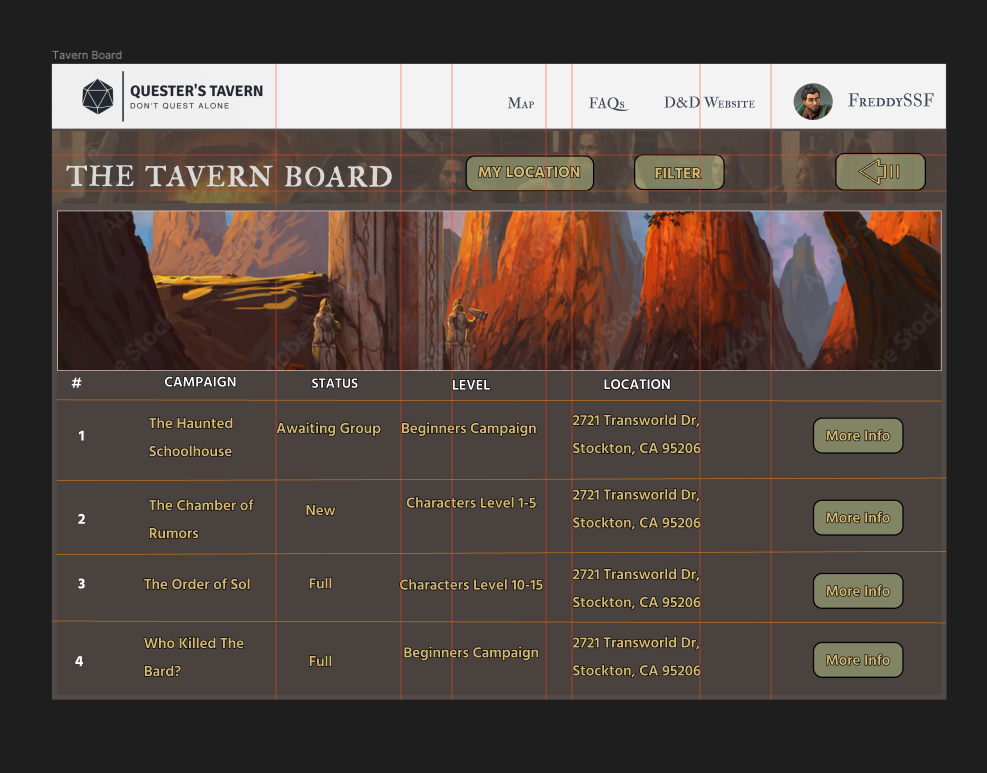 Tavern Board
QUESTER'S TAVERN
DON'T QUEST ALONE
Map
FAQs
D&D Website
FreddySSF
THE TAVERN BOARD
MY LOCATION
FILTER
# CAMPAIGN STATUS LEVEL LOCATION
1
The Haunted
Schoolhouse
Awaiting Group
Beginners Campaign
2721 Transworld Dr,
Stockton, CA 95206
More Info
2
The Chamber of
Rumors
New
Characters Level 1-5
2721 Transworld Dr,
Stockton, CA 95206
More Info
3
The Order of Sol
Full
Characters Level 10-15
2721 Transworld Dr,
Stockton, CA 95206
More Info
4
Who Killed The
Bard?
Full
Beginners Campaign
2721 Transworld Dr,
Stockton, CA 95206
More Info